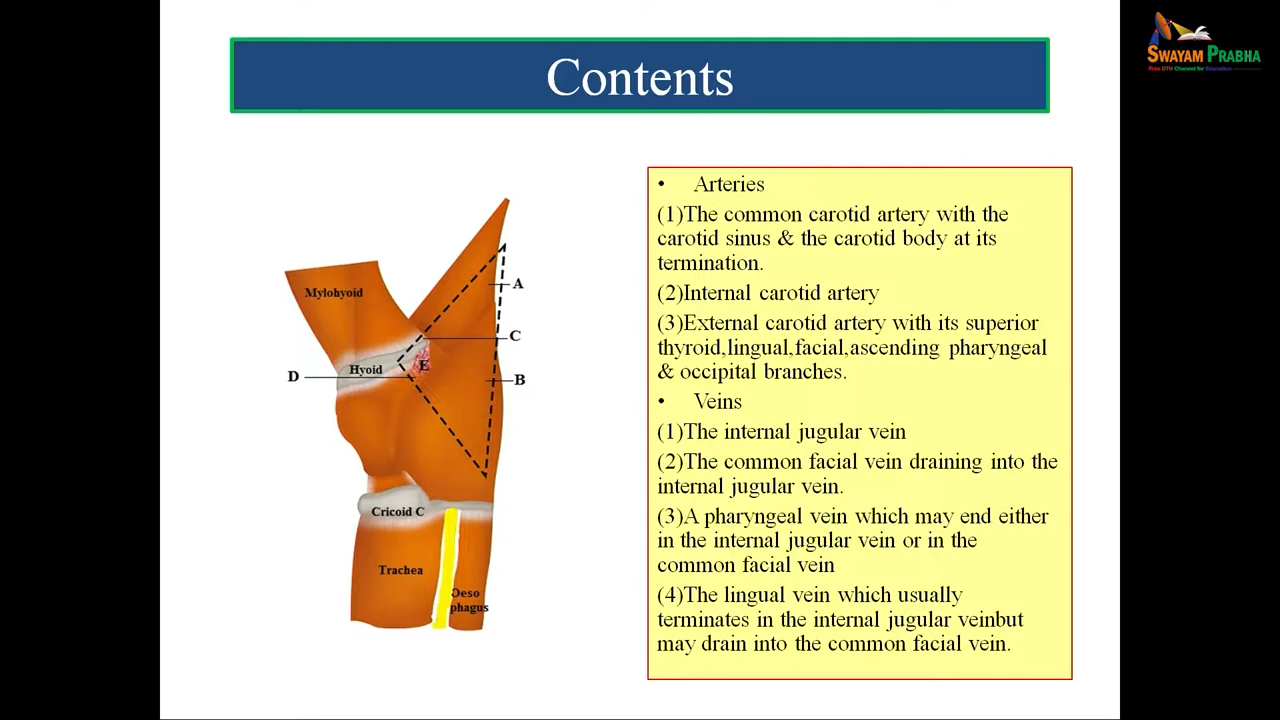 SWAYAM PRABHA
Free DTH Channel for Education
Contents
Mylohyoid
A
C
Hyoid
E
D
B
Cricoid C
Trachea
Oeso
phagus
• Arteries
(1)The common carotid artery with the
carotid sinus & the carotid body at its
termination.
(2)Internal carotid artery
(3)External carotid artery with its superior
thyroid,lingual,facial,ascending pharyngeal
& occipital branches.
• Veins
(1)The internal jugular vein
(2)The common facial vein draining into the
internal jugular vein.
(3)A pharyngeal vein which may end either
in the internal jugular vein or in the
common facial vein
(4)The lingual vein which usually
terminates in the internal jugular veinbut
may drain into the common facial vein.